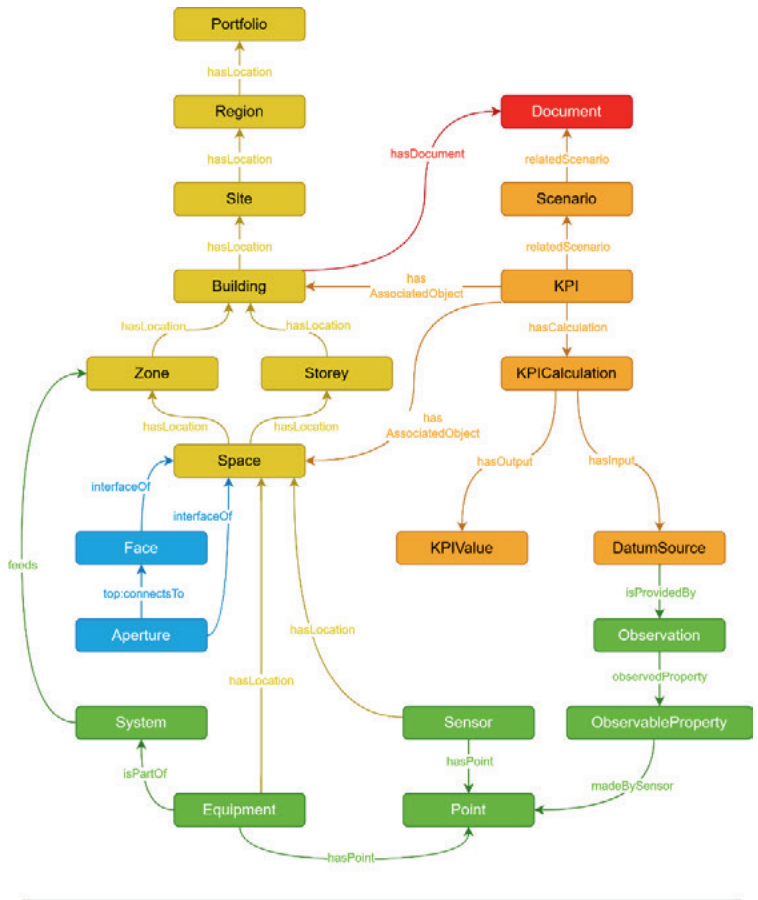 Portfolio
hasLocation
Region
Document
hasDocument
hasLocation
relatedScenario
Site
Scenario
hasLocation
relatedScenario
Building
has
AssociatedObject
KPI
hasLocation
hasLocation
hasCalculation
Zone
Storey
KPICalculation
hasLocation
hasLocation
has
AssociatedObject
Space
hasOutput
hasInput
interfaceOf
interfaceOf
Face
KPIValue
DatumSource
feeds
top:connectsTo
isProvidedBy
Aperture
hasLocation
Observation
hasLocation
observedProperty
System
Sensor
ObservableProperty
isPartOf
hasPoint
madeBySensor
Equipment
Point
hasPoint